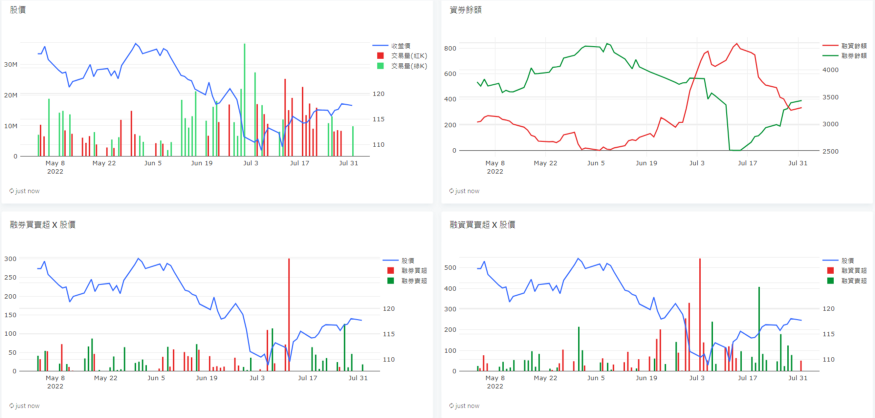 股價
收盤價
交易量(紅K)
交易量(綠K)
30M
20M
10M
0
120
115
110
May 8
2022
May 22
Jun 5
Jun 19
Jul 3
Jul 17
Jul 31
just now
資券餘額
融資餘額
融券餘額
800
600
400
200
0
4000
3500
3000
2500
May 8
2022
May 22
Jun 5
Jun 19
Jul 3
Jul 17
Jul 31
just now
融券買賣超 X 股價
股價
融券買超
融券賣超
300
250
200
150
100
50
0
120
115
110
May 8
2022
May 22
Jun 5
Jun 19
Jul 3
Jul 17
Jul 31
just now
融資買賣超 X 股價
股價
融資買超
融資賣超
500
400
300
200
100
0
120
115
110
May 8
2022
May 22
Jun 5
Jun 19
Jul 3
Jul 17
Jul 31
just now